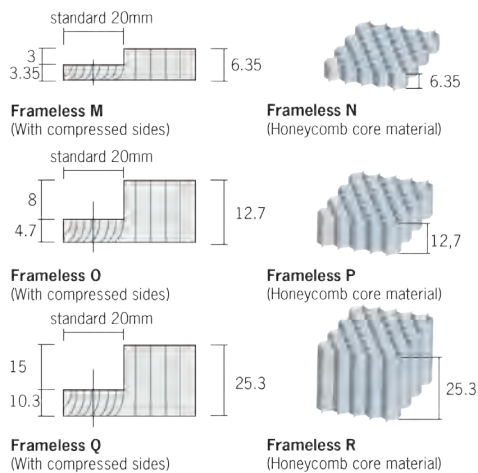 standard 20mm
3
3.35
6.35
6.35
Frameless M
(With compressed sides)
Frameless N
(Honeycomb core material)
standard 20mm
8
4.7
12.7
12,7
Frameless O
(With compressed sides)
Frameless P
(Honeycomb core material)
standard 20mm
15
10.3
25.3
25.3
Frameless Q
(With compressed sides)
Frameless R
(Honeycomb core material)